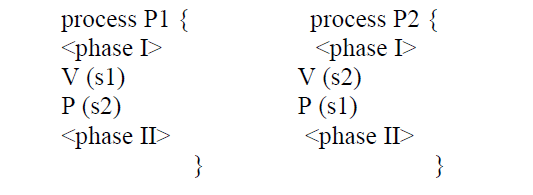 process P1 { process P2 {
<phase I> <phase I>
V (s1) V (s2)
P (s2) P (s1)
<phase II> <phase II>
} }